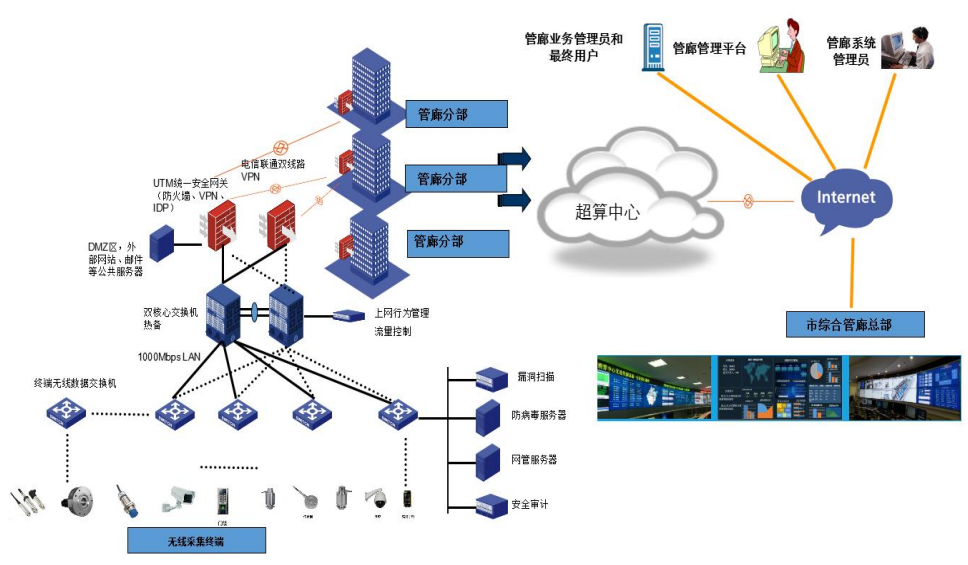 管廊业务管理员和
最终用户
管廊管理平台
管廊系统
管理员
管廊分部
电信联通双线路
VPN
UTM统一安全网关
（防火墙、VPN、
IDP）
管廊分部
超算中心
Internet
管廊分部
DMZ区，外
部网站、邮件
等公共服务器
双核心交换机
热备
上网行为管理
流量控制
市综合管廊总部
1000Mbps LAN
终端无线数据交换机
漏洞扫描
防病毒服务器
网管服务器
安全审计
无线采集终端